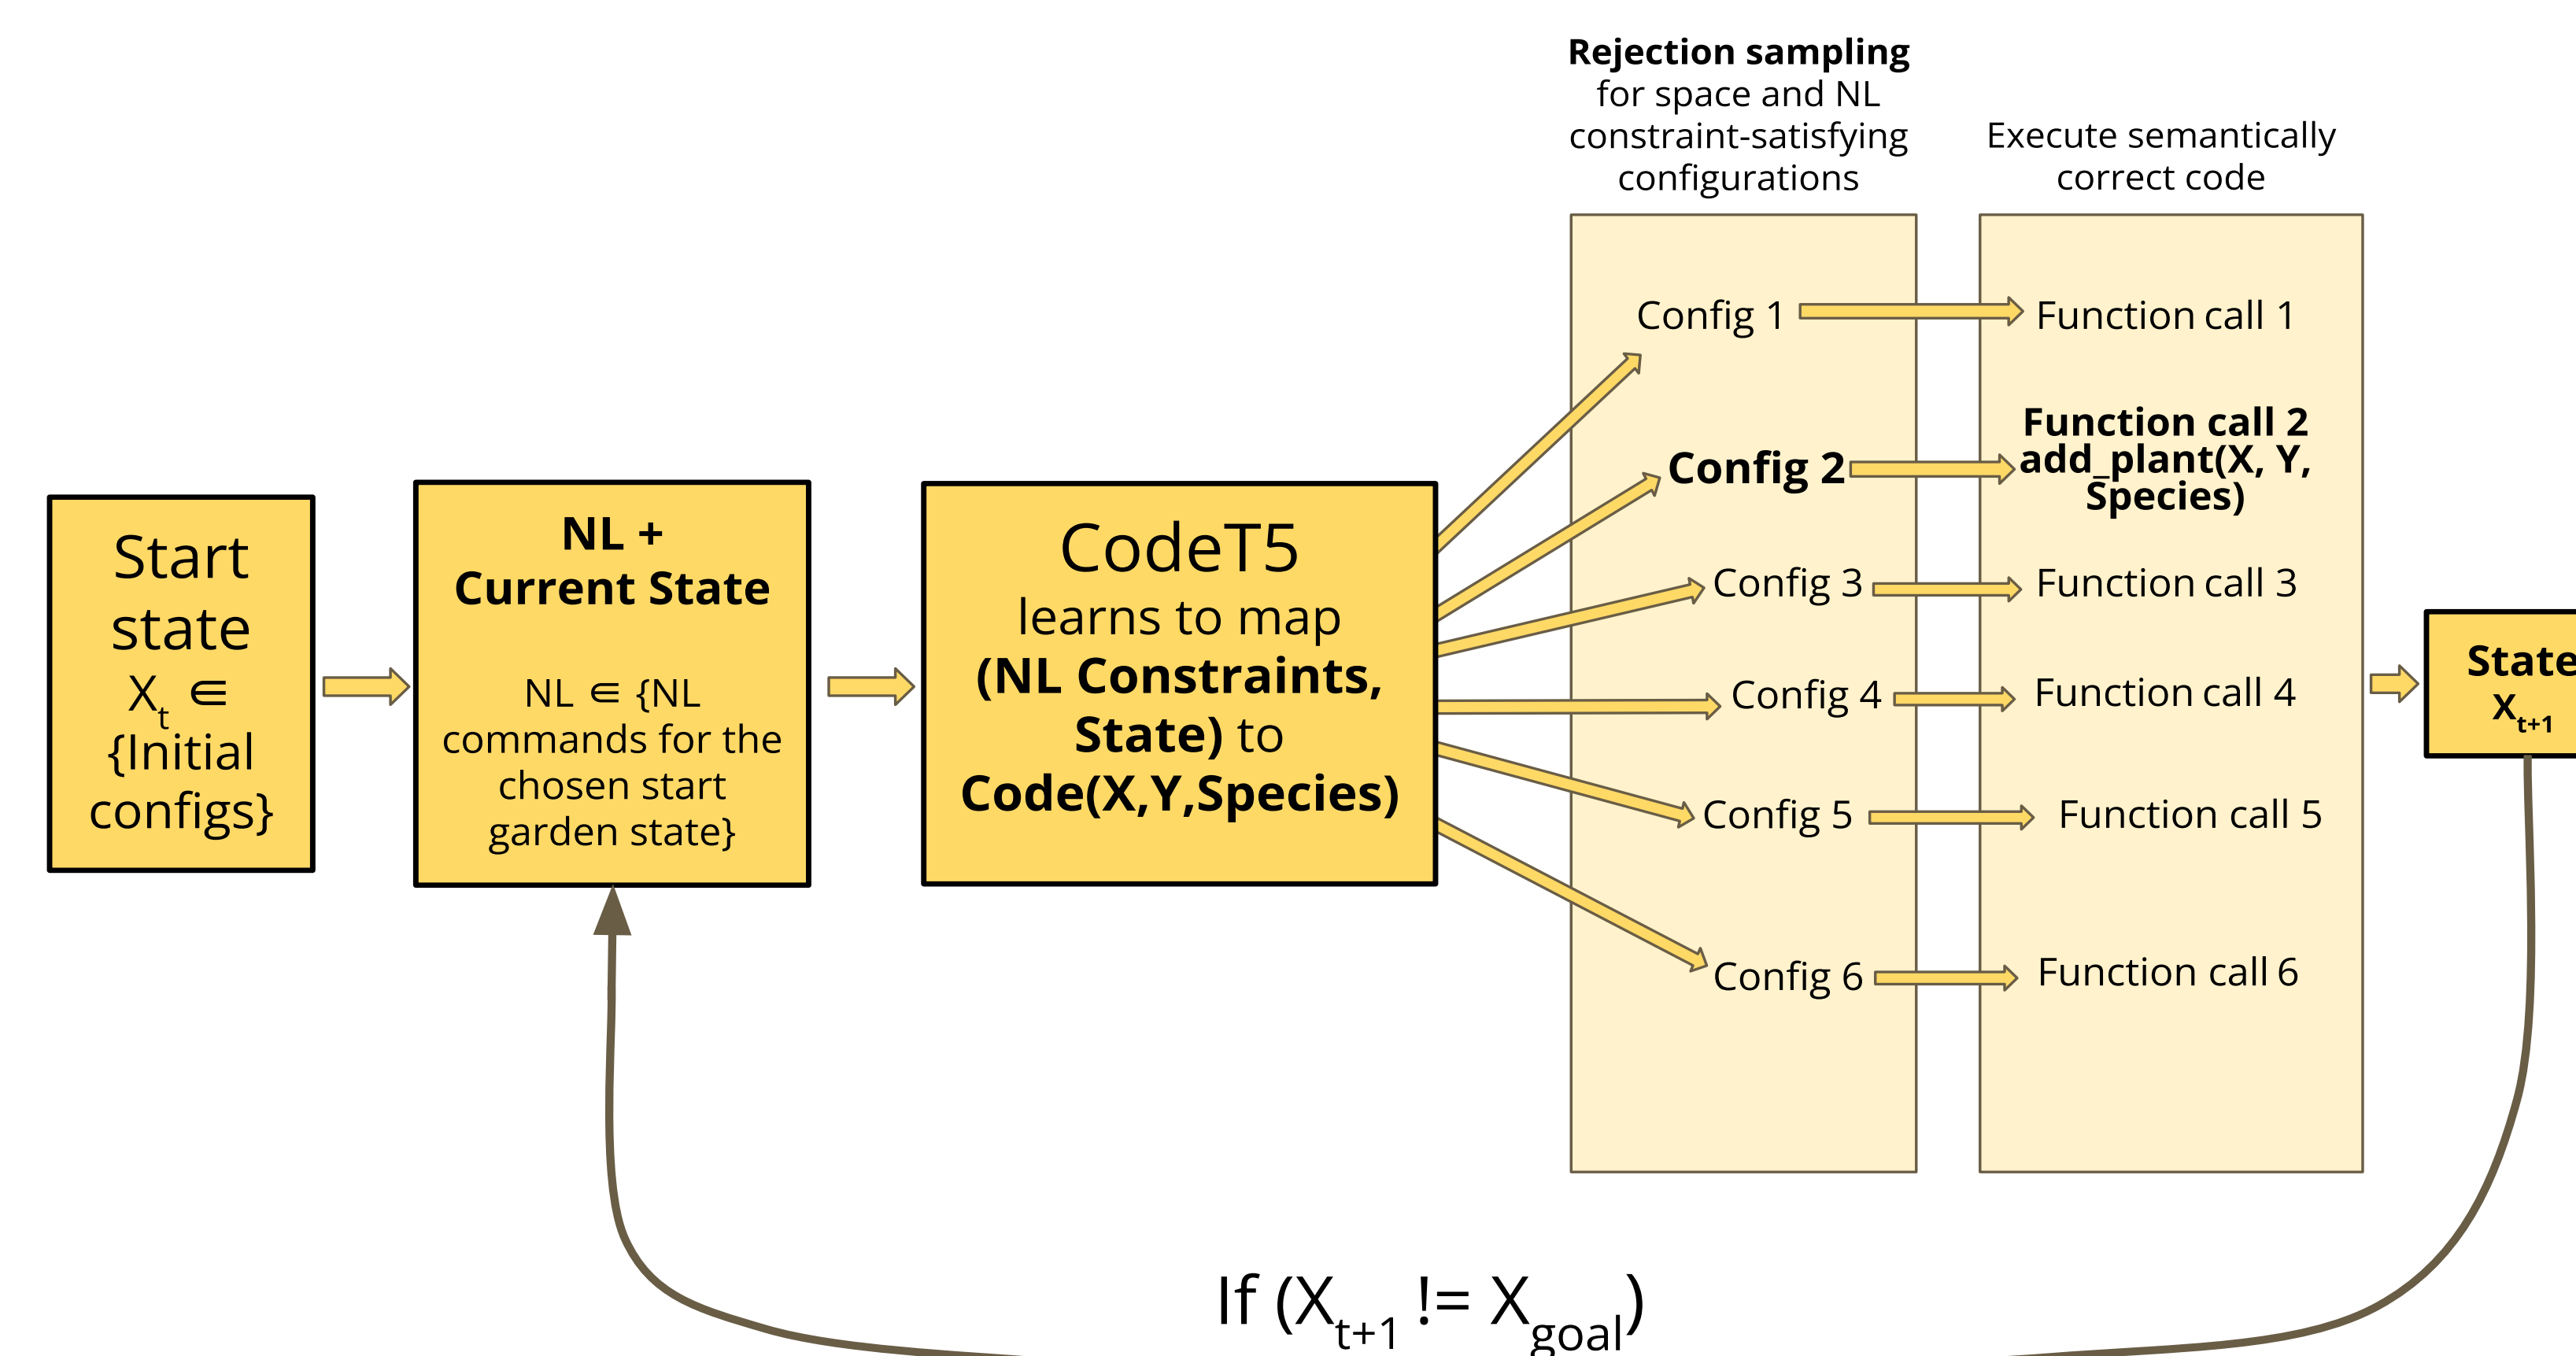 Rejection sampling
for space and NL
constraint-satisfying
configurations
Execute semantically
correct code
Start
state
Xt ∈
{Initial
configs}
NL +
Current State
NL ∈ {NL
commands for the
chosen start
garden state}
CodeT5
learns to map
(NL Constraints,
State) to
Code(X,Y,Species)
Config 1
Config 2
Config 3
Config 4
Config 5
Config 6
Function call 1
Function call 2
add_plant(X, Y,
Species)
Function call 3
Function call 4
Function call 5
Function call 6
State
Xt+1
If (Xt+1 != Xgoal)